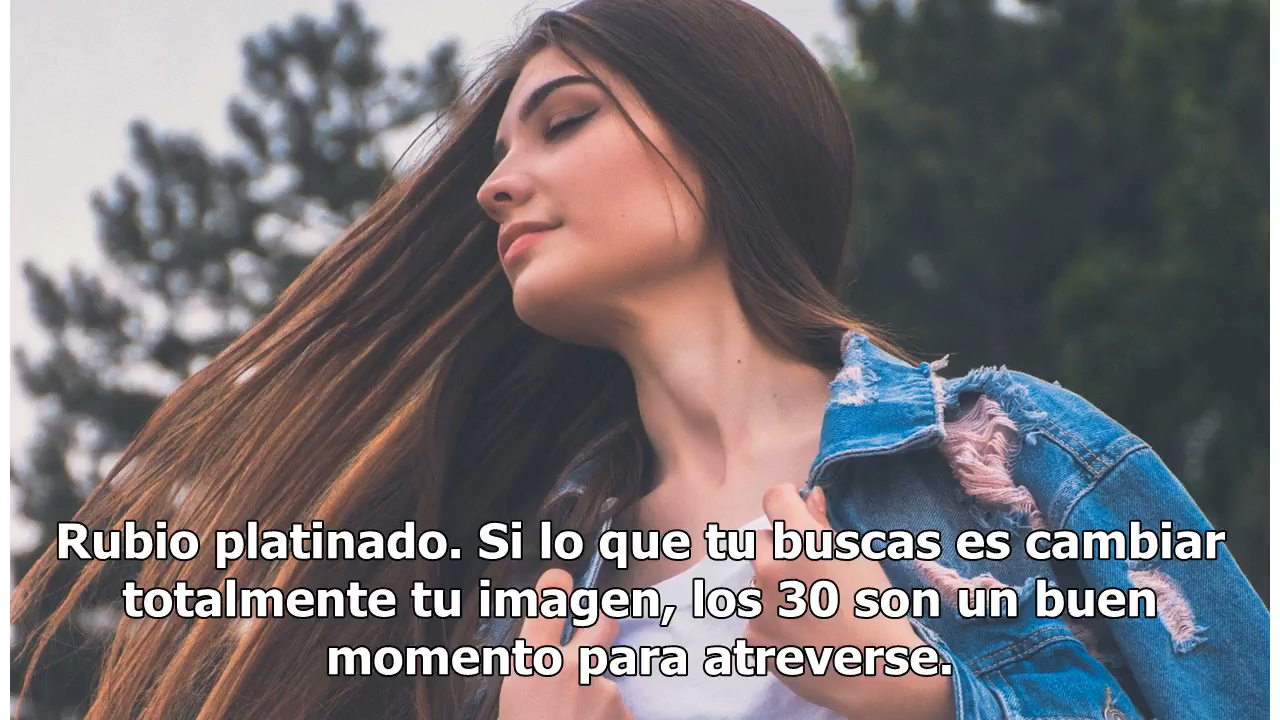 Rubio platinado. Si lo que tu buscas es cambiar
totalmente tu imagen, los 30 son un buen
momento para atreverse.